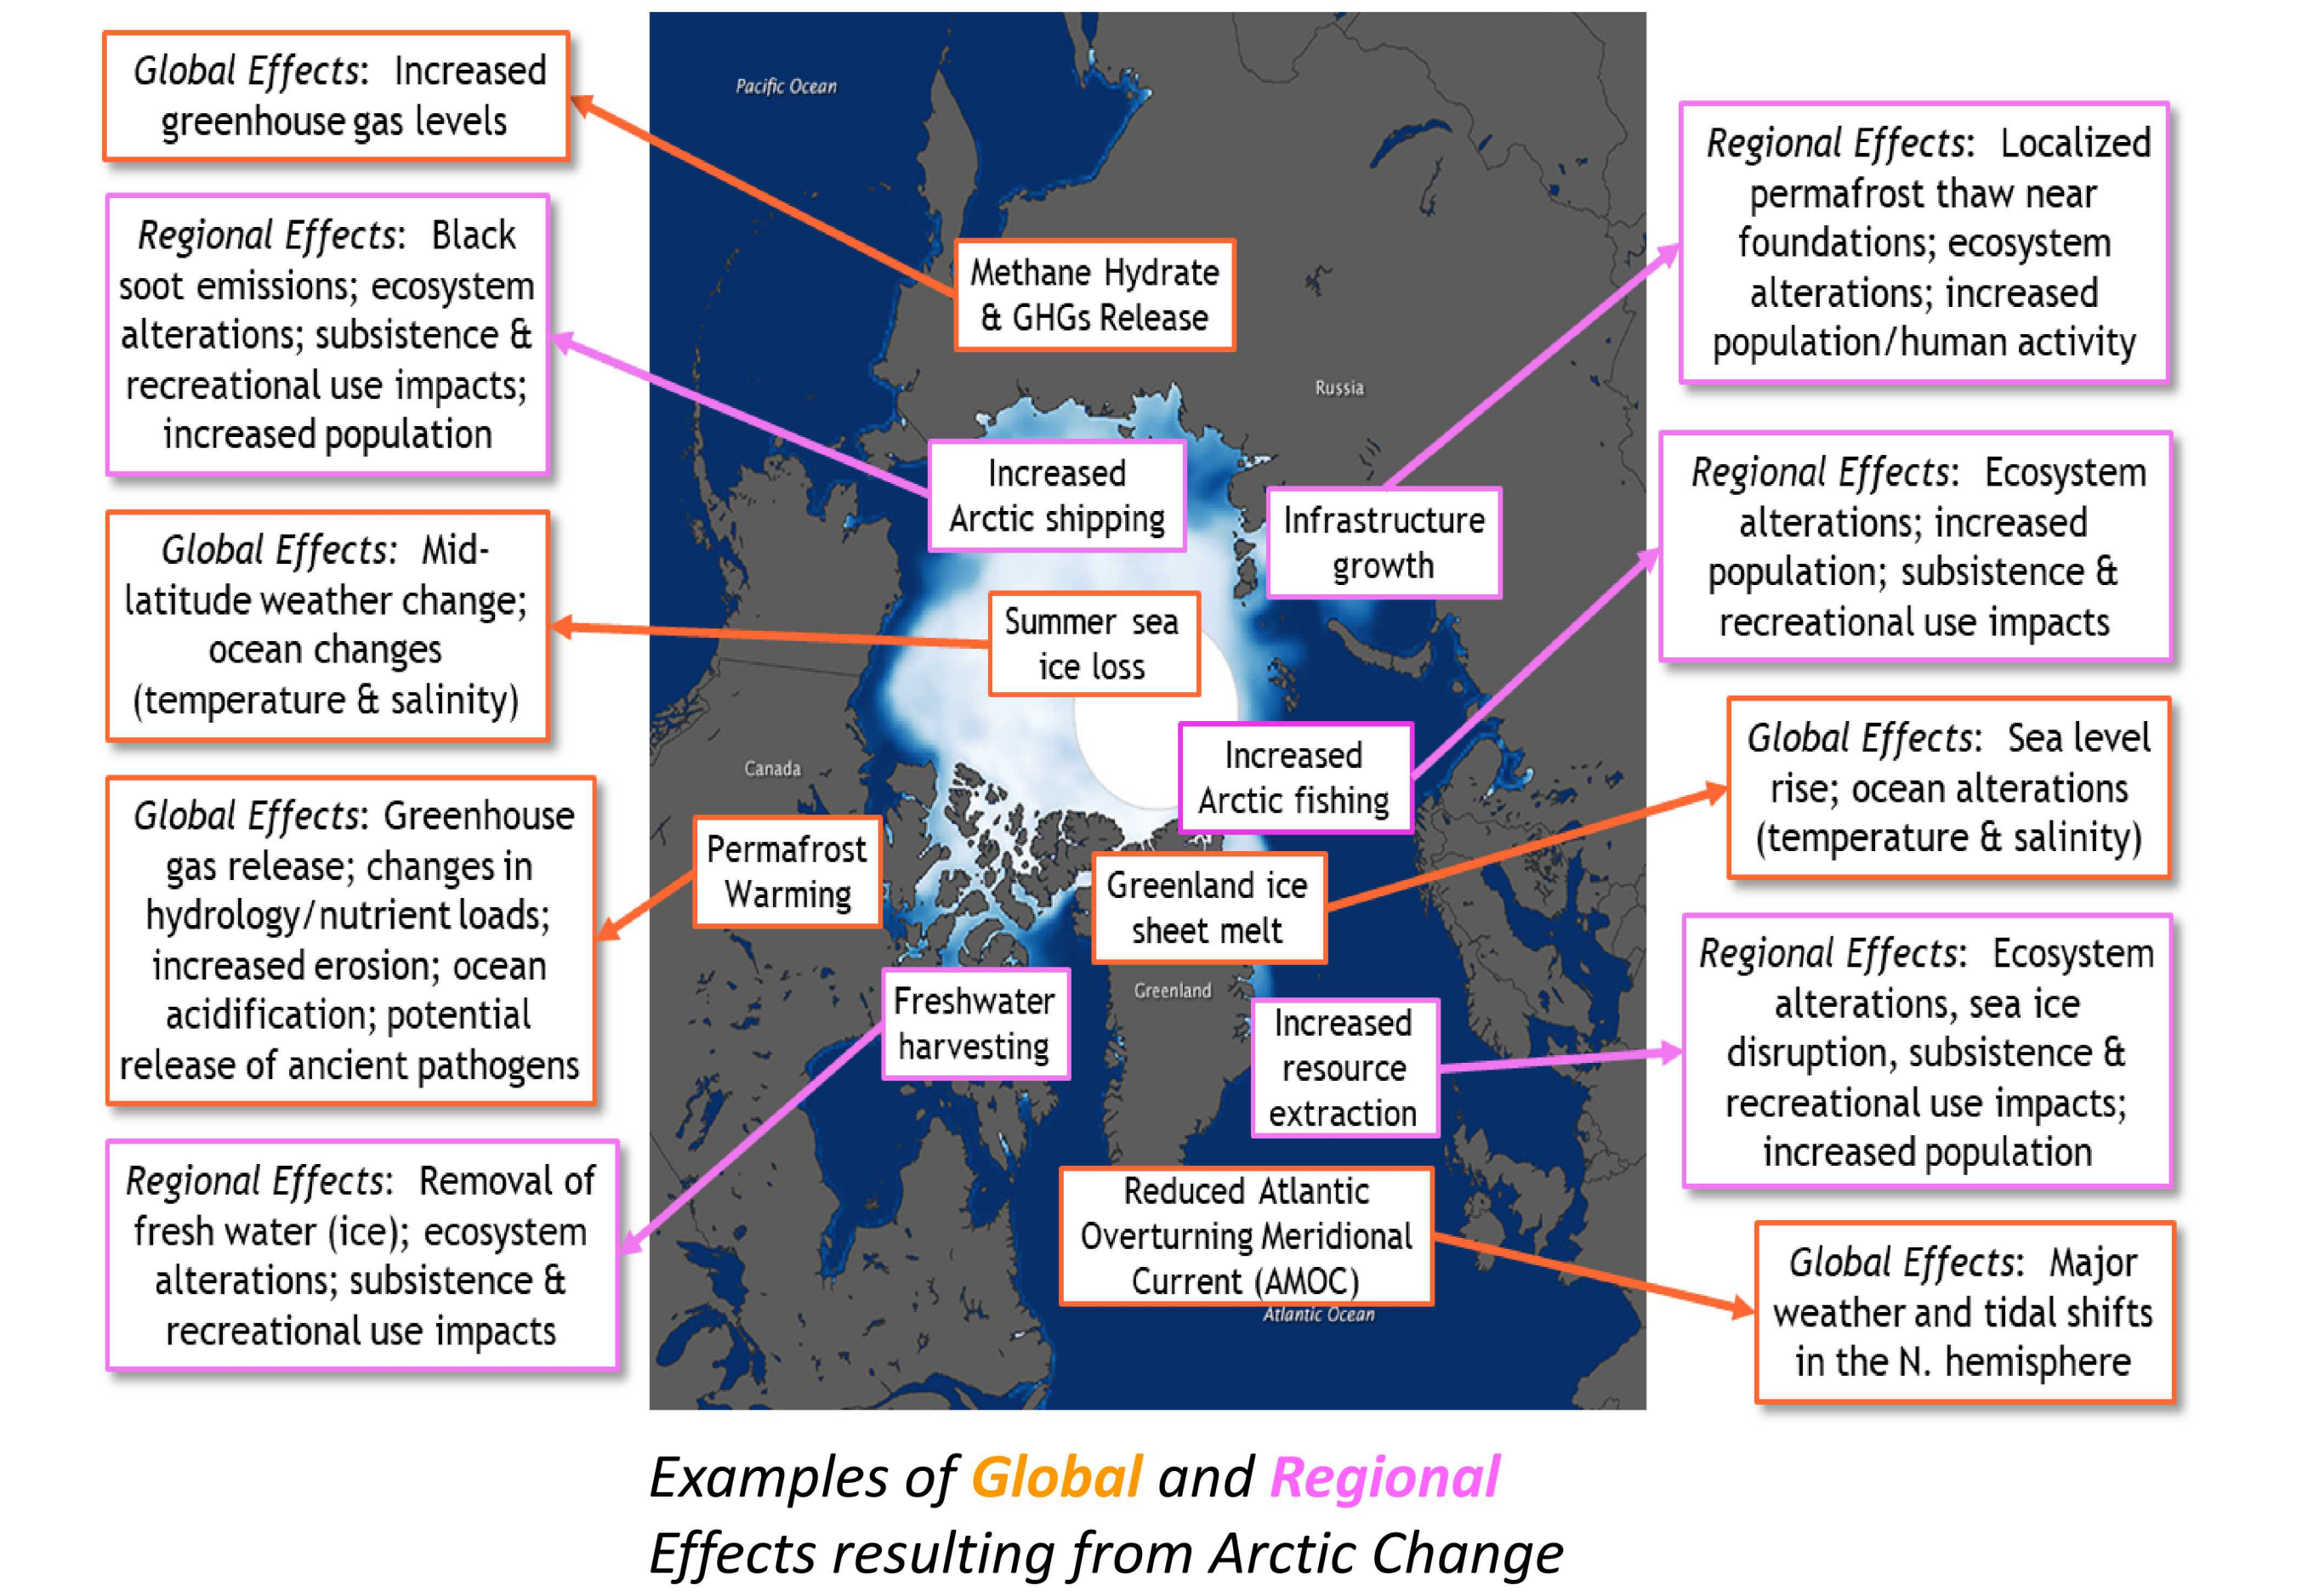 Global Effects: Increased
greenhouse gas levels
Regional Effects: Black
soot emissions; ecosystem
alterations; subsistence &
recreational use impacts;
increased population
Global Effects: Mid-
latitude weather change;
ocean changes
(temperature & salinity)
Global Effects: Greenhouse
gas release; changes in
hydrology/nutrient loads;
increased erosion; ocean
acidification; potential
release of ancient pathogens
Regional Effects: Removal of
fresh water (ice); ecosystem
alterations; subsistence &
recreational use impacts
Pacific Ocean
Methane Hydrate
& GHGs Release
Russia
Increased
Arctic shipping
Infrastructure
growth
Summer sea
ice loss
Increased
Arctic fishing
Canada
Permafrost
Warming
Greenland ice
sheet melt
Freshwater
harvesting
Greenland
Increased
resource
extraction
Reduced Atlantic
Overturning Meridional
Current (AMOC)
Atlantic Ocean
Regional Effects: Localized
permafrost thaw near
foundations; ecosystem
alterations; increased
population/human activity
Regional Effects: Ecosystem
alterations; increased
population; subsistence &
recreational use impacts
Global Effects: Sea level
rise; ocean alterations
(temperature & salinity)
Regional Effects: Ecosystem
alterations, sea ice
disruption, subsistence &
recreational use impacts;
increased population
Global Effects: Major
weather and tidal shifts
in the N. hemisphere
Examples of Global and Regional
Effects resulting from Arctic Change